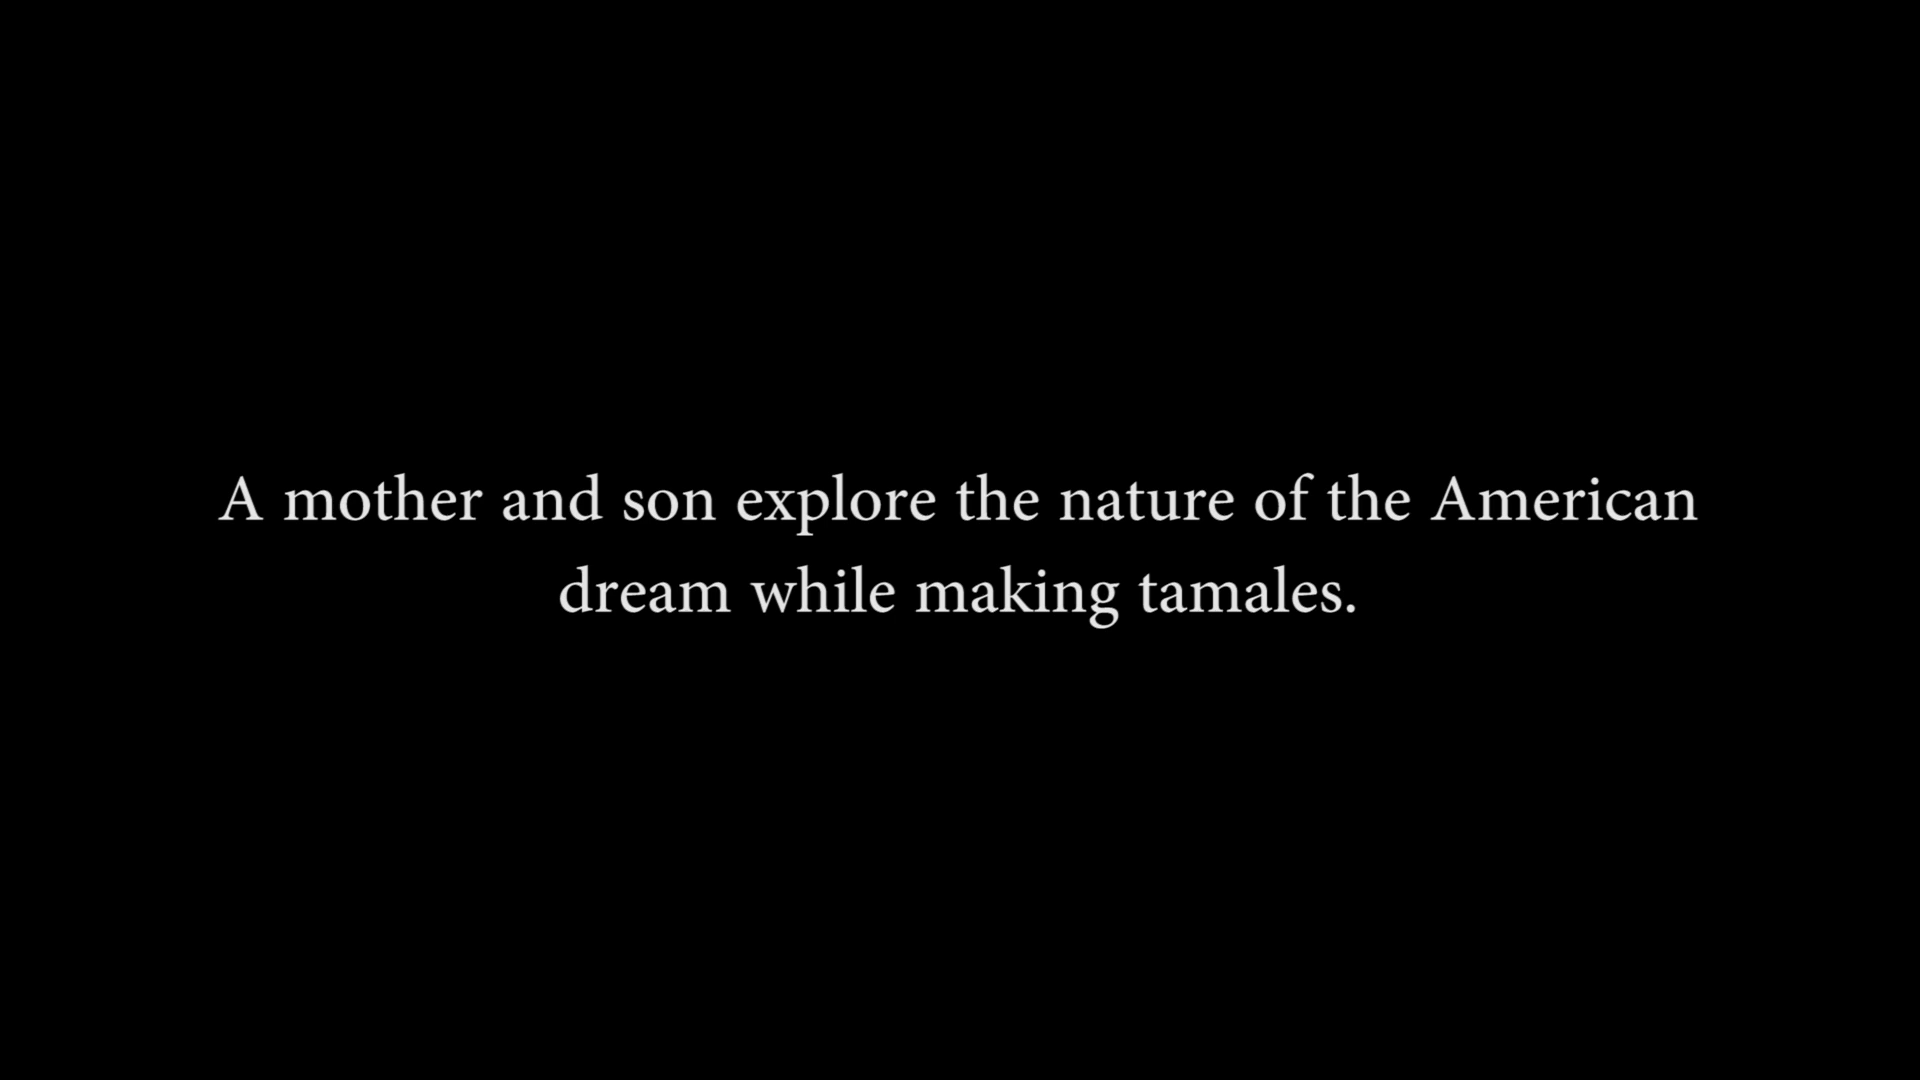 A mother and son explore the nature of the American
dream while making tamales.